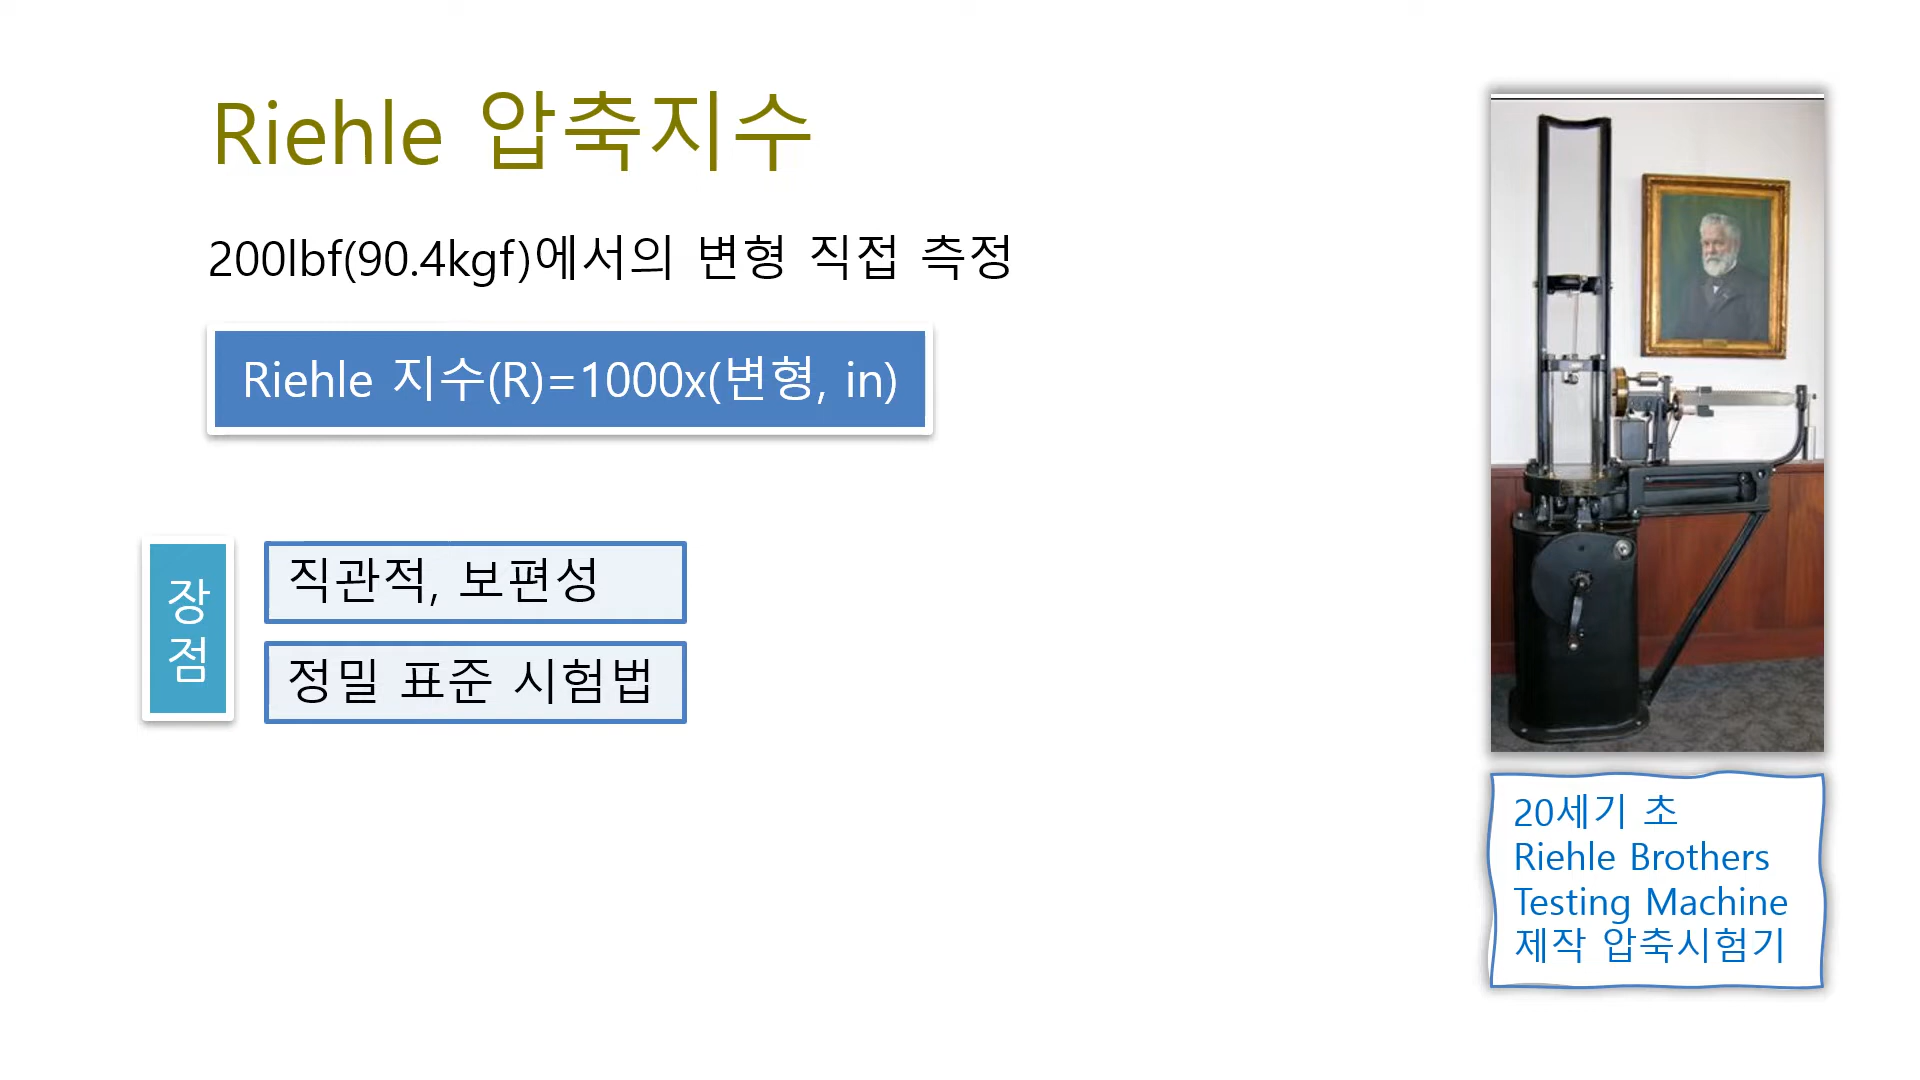 Riehle 압축지수
200lbf(90.4kgf)에서의 변형 직접 측정
Riehle 지수(R)=1000x(변형, in)
장
점
직관적, 보편성
정밀 표준 시험법
20세기 초
Riehle Brothers
Testing Machine
제작 압축시험기